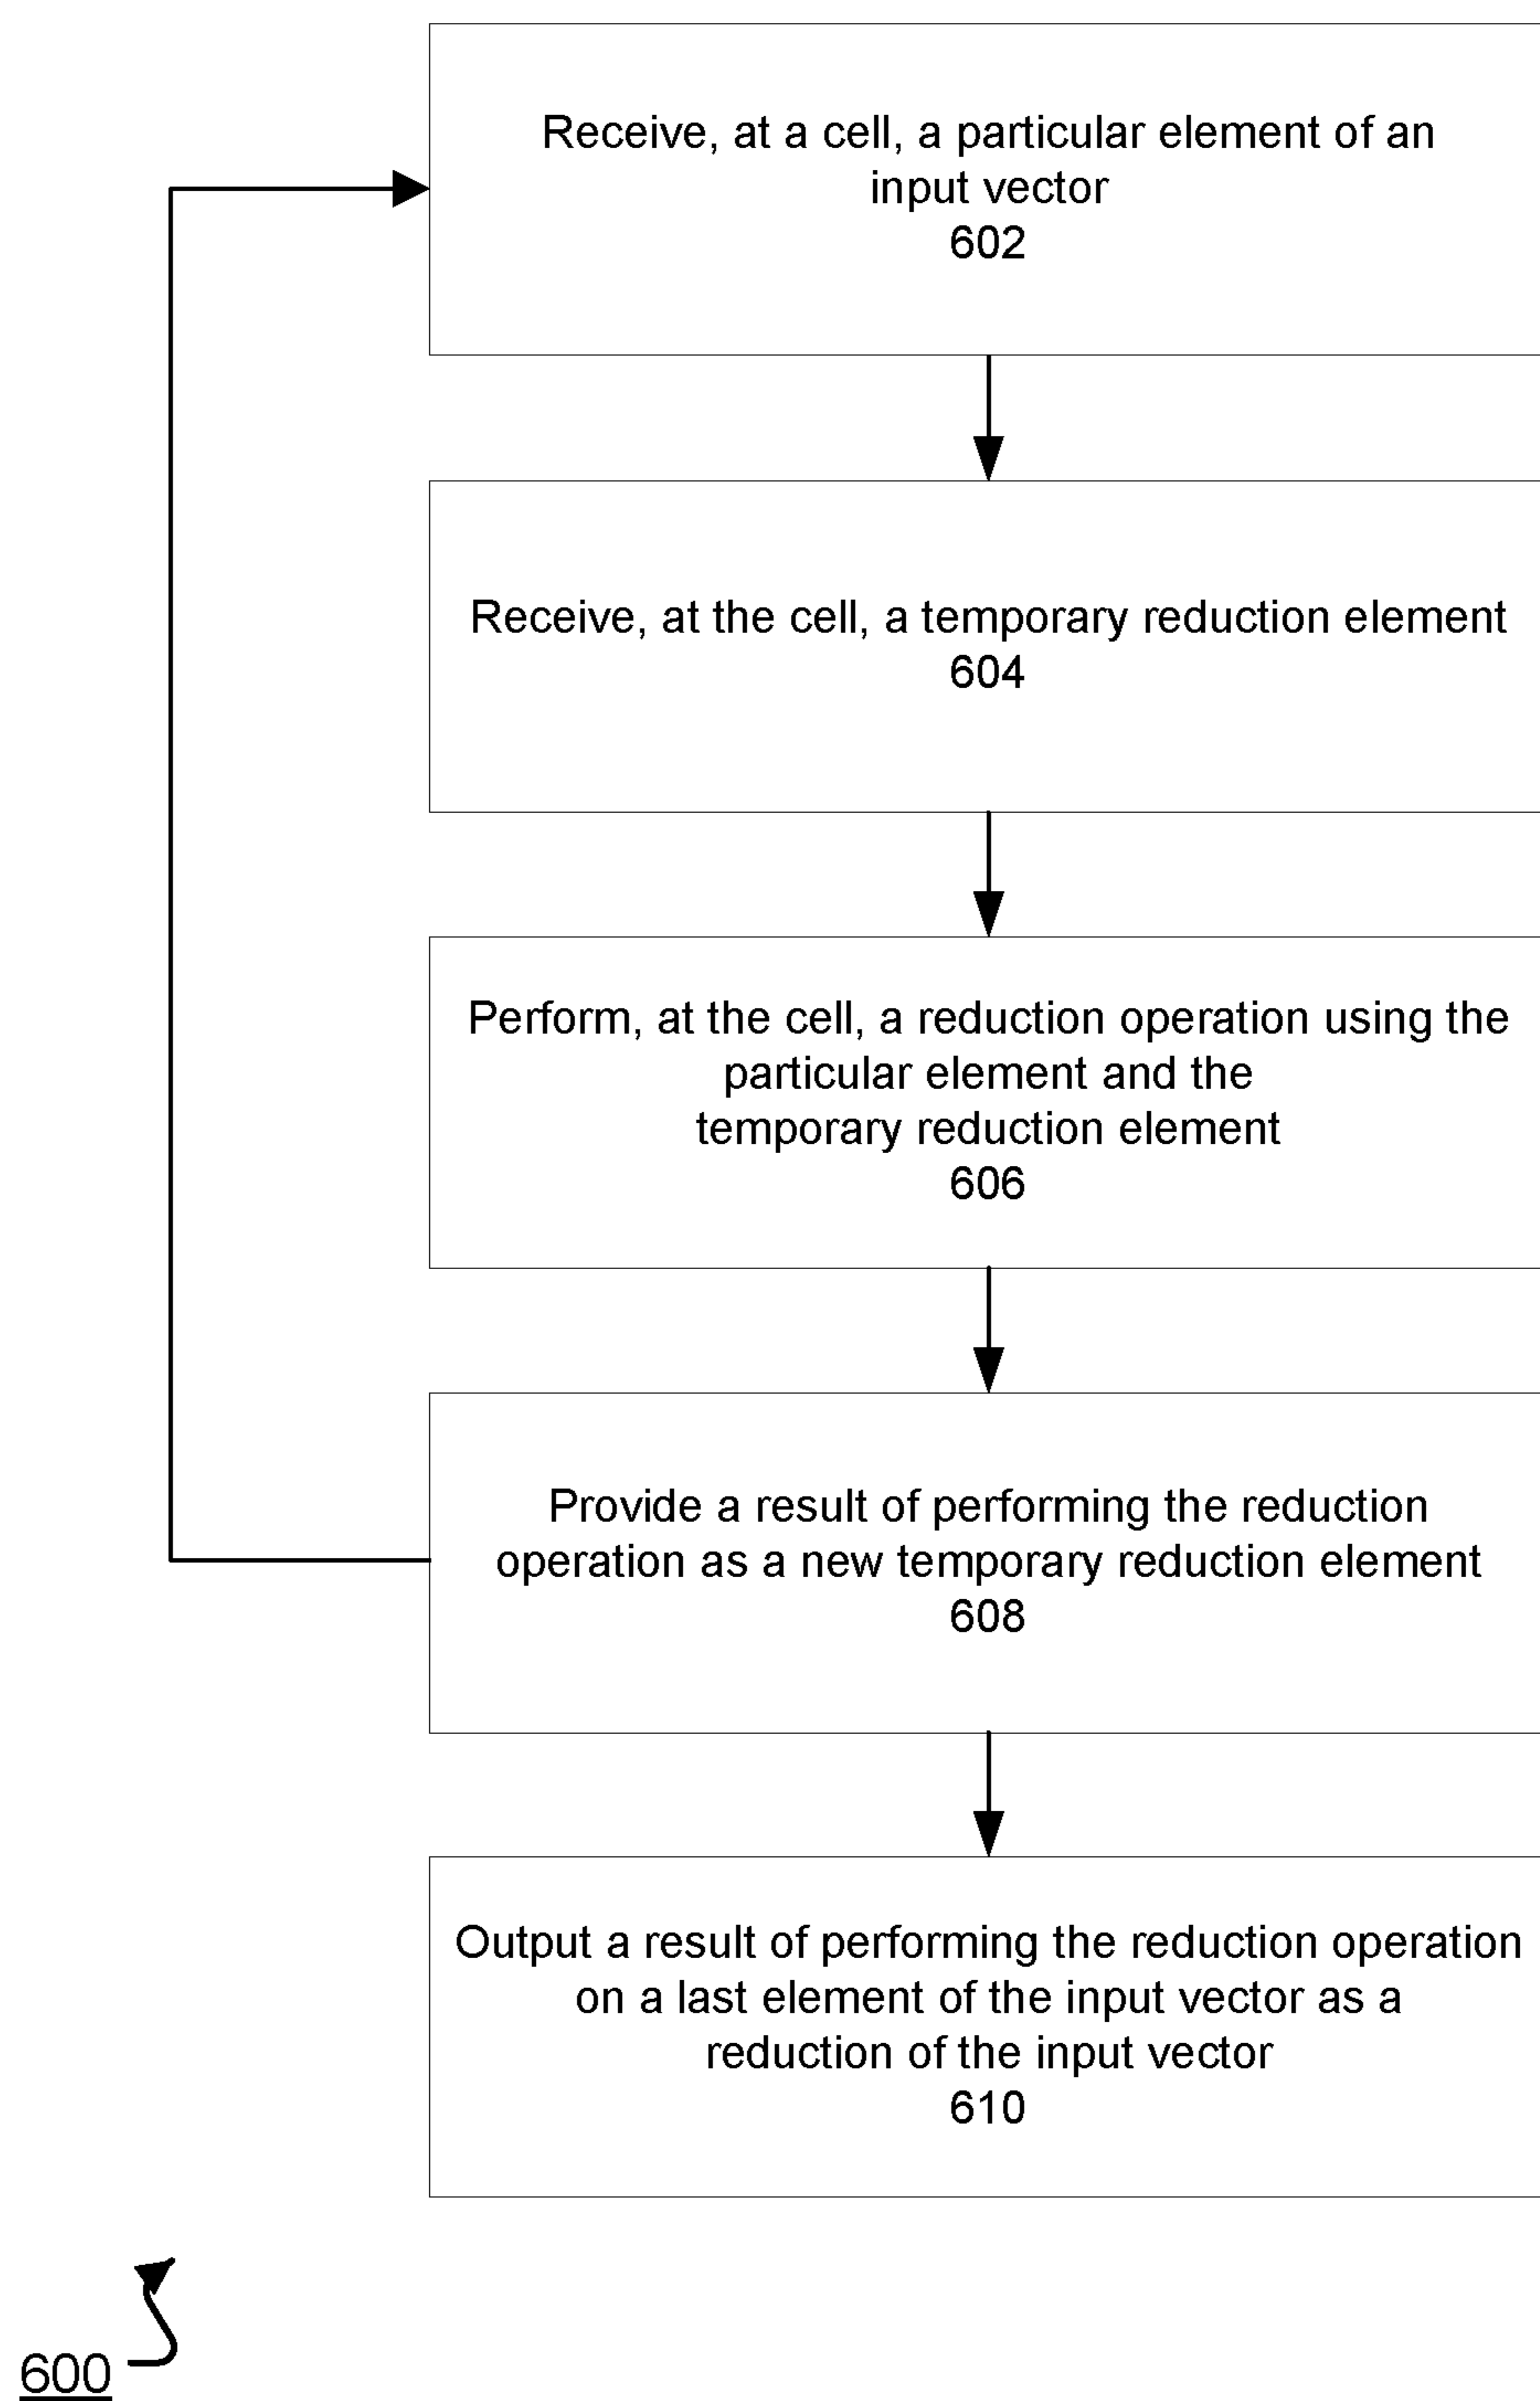 Receive, at a cell, a particular element of an
input vector
602
Receive, at the cell, a temporary reduction element
604
Perform, at the cell, a reduction operation using the
particular element and the
temporary reduction element
606
Provide a result of performing the reduction
operation as a new temporary reduction element
608
Output a result of performing the reduction operation
on a last element of the input vector as a
reduction of the input vector
610
600